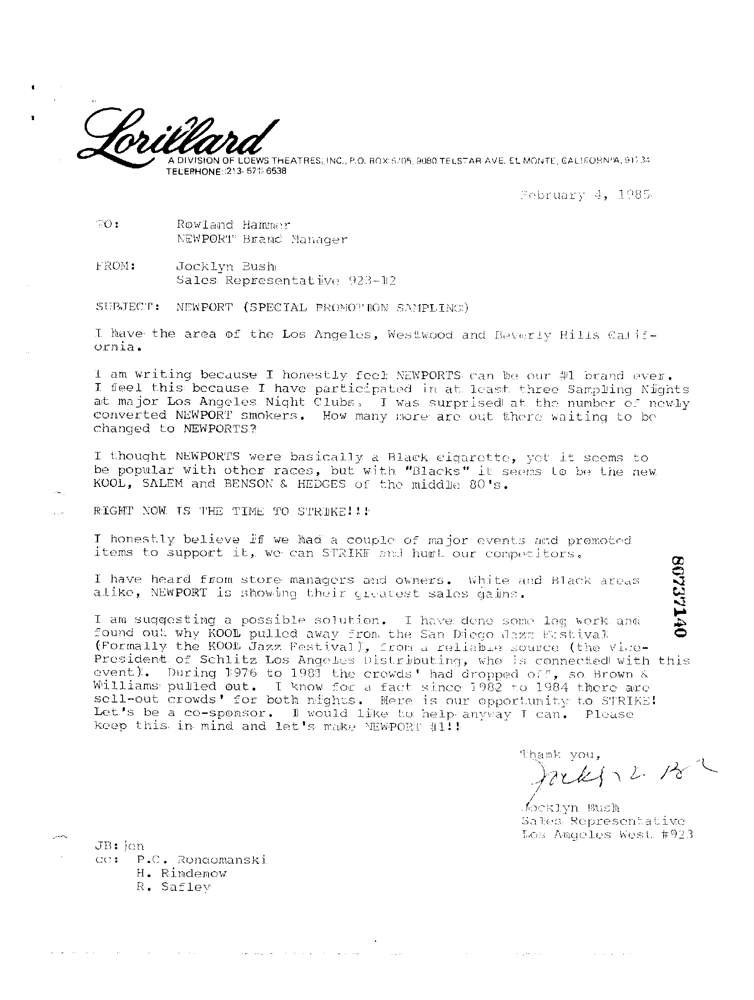 Lorillard
A DIVISION OF LOEWS THEATRES, INC., P.O. BOX 5705, 9080 TELSTAR AVE. EL MONTE, CALIFORNIA, 91734
TELEPHONE: 213- 571- 6538
February 4, 1985
TO: Rowland Hammer
NEWPORT Brand Manager
FROM: Jocklyn Bush
Sales Representative 923-12
SUBJECT: NEWPORT (SPECIAL PROMOTION SAMPLING)
I have the area of the Los Angeles, Westwood and Beverly Hills Calif-
ornia.
I am writing because I honestly feel NEWPORTS can be our #1 brand ever.
I feel this because I have participated in at least three Sampling Nights
at major Los Angeles Night Clubs. I was surprised at the number of newly
converted NEWPORT smokers. How many more are out there waiting to be
changed to NEWPORTS?
I thought NEWPORTS were basically a Black cigarette, yet it seems to
be popular with other races, but with "Blacks" it seems to be the new
KOOL, SALEM and BENSON & HEDGES of the middle 80's.
RIGHT NOW IS THE TIME TO STRIKE!!!
I honestly believe if we had a couple of major events and promoted
items to support it, we can STRIKE and hurt our competitors.
I have heard from store managers and owners. White and Black areas
alike, NEWPORT is showing their greatest sales gains.
I am suggesting a possible solution. I have done some leg work and
found out why KOOL pulled away from the San Diego Jazz Festival
(Formally the KOOL Jazz Festival), from a reliable source (the Vice-
President of Schlitz Los Angeles Distributing, who is connected with this
event). During 1976 to 1981 the crowds' had dropped off, so Brown &
Williams pulled out. I know for a fact since 1982 to 1984 there are
sell-out crowds' for both nights. Here is our opportunity to STRIKE!
Let's be a co-sponsor. I would like to help anyway I can. Please
keep this in mind and let's make NEWPORT #1!!
Thank you,
Jocklyn Bush
Sales Representative
Los Angeles West #923
JB: jon
cc: P.C. Rondomanski
H. Rindenow
R. Safley
80737140